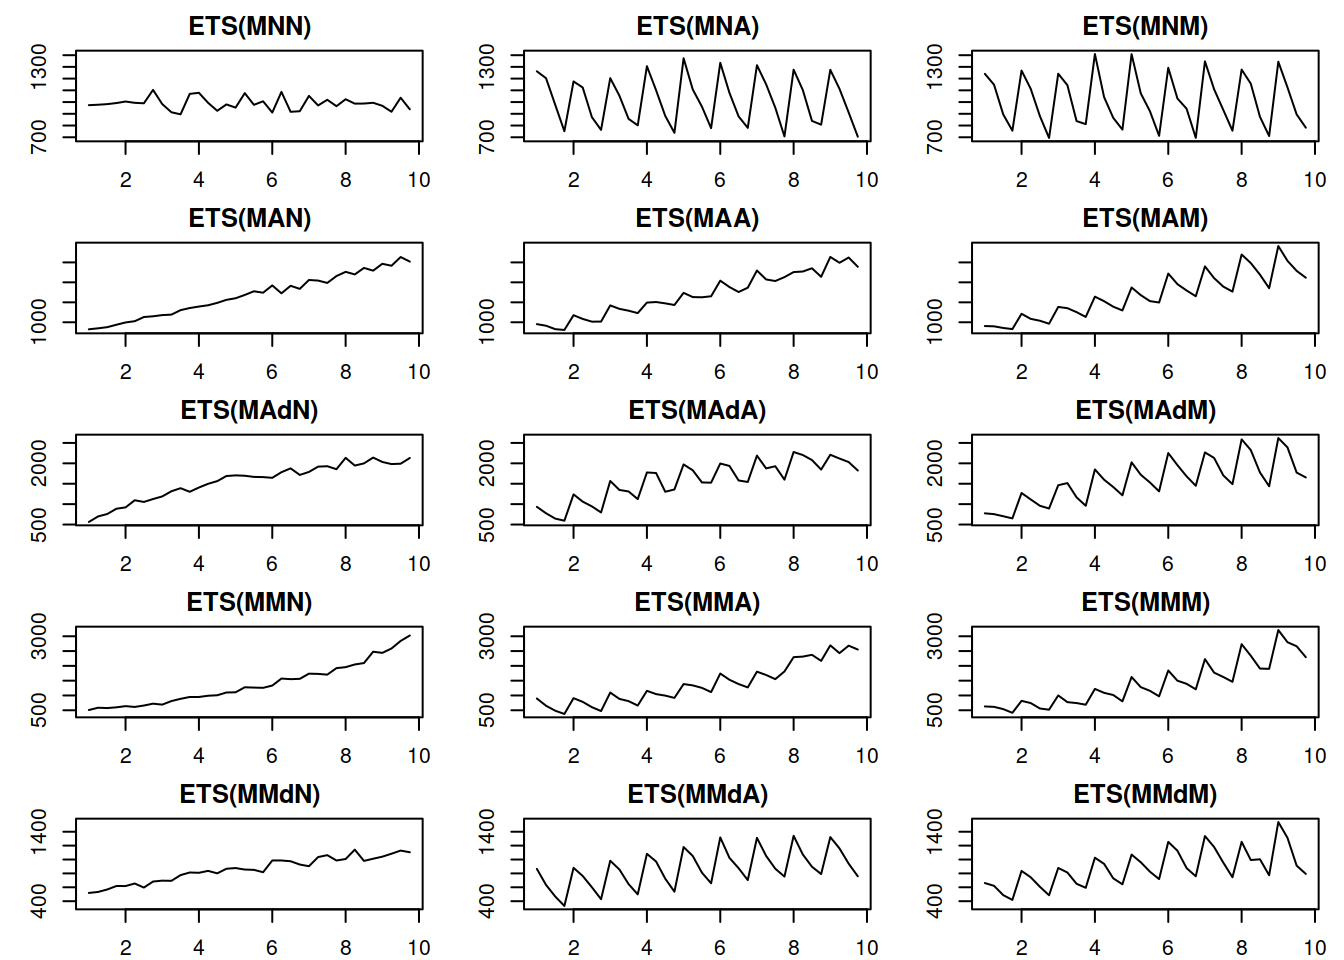 ETS(MNN) ETS(MNA) ETS(MNM)
1300 1300 1300
700 700 700
2 4 6 8 10 2 4 6 8 10 2 4 6 8 10
ETS(MAN) ETS(MAA) ETS(MAM)
1000 1000 1000
2 4 6 8 10 2 4 6 8 10 2 4 6 8 10
ETS(MAdN) ETS(MAdA) ETS(MAdM)
2000 2000 2000
500 500 500
2 4 6 8 10 2 4 6 8 10 2 4 6 8 10
ETS(MMN) ETS(MMA) ETS(MMM)
3000 3000 3000
500 500 500
2 4 6 8 10 2 4 6 8 10 2 4 6 8 10
ETS(MMdN) ETS(MMdA) ETS(MMdM)
1400 1400 1400
400 400 400
2 4 6 8 10 2 4 6 8 10 2 4 6 8 10